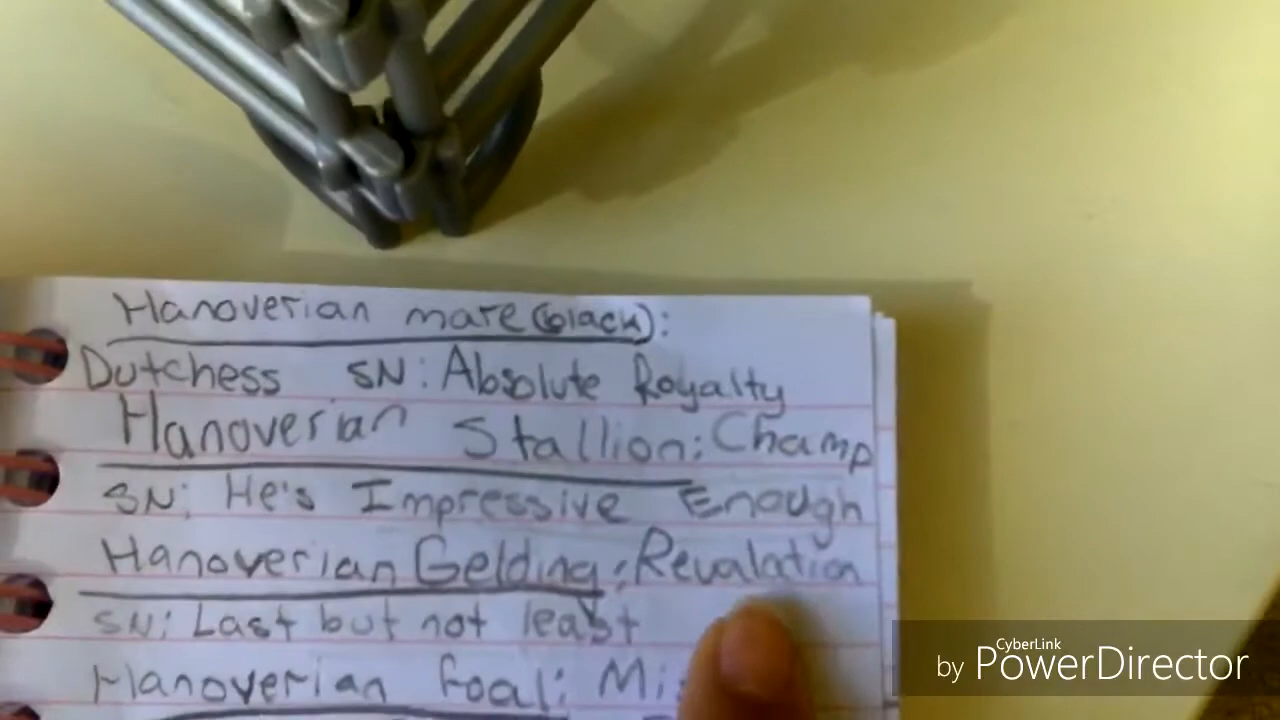 Hanoverian mare (black):
Dutchess SN: Absolute Royalty
Hanoverian Stallion: Champ
SN: He's Impressive Enough
Hanoverian Gelding: Revalation
SN: Last but not least
Hanoverian foal:
CyberLink
by PowerDirector